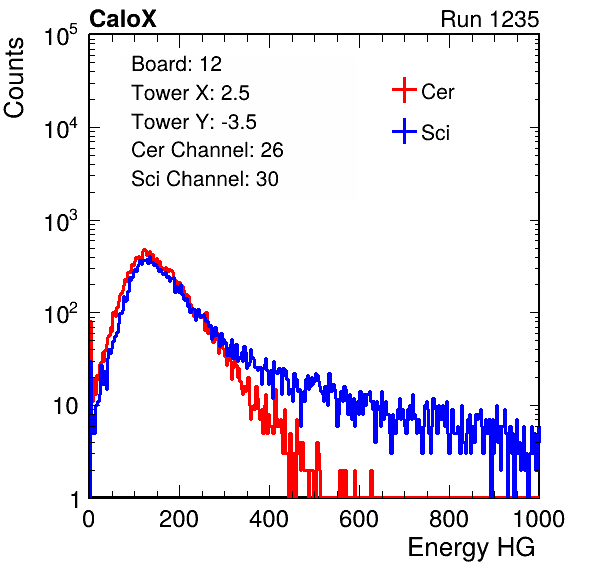 CaloX Run 1235
Counts
10^5
10^4
10^3
10^2
10
1
Board: 12
Tower X: 2.5
Tower Y: -3.5
Cer Channel: 26
Sci Channel: 30
Cer
Sci
0 200 400 600 800 1000
Energy HG